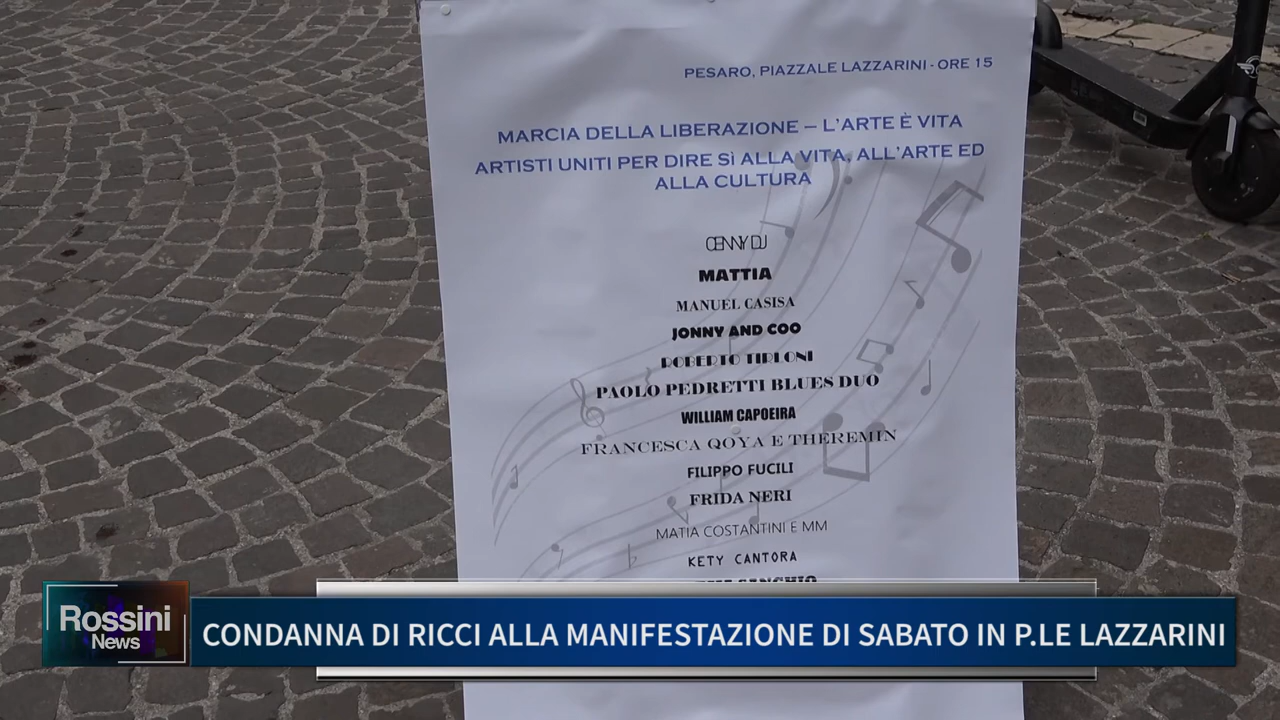 PESARO, PIAZZALE LAZZARINI - ORE 15
MARCIA DELLA LIBERAZIONE – L'ARTE È VITA
ARTISTI UNITI PER DIRE SÌ ALLA VITA, ALL'ARTE ED
ALLA CULTURA
CENNY DJ
MATTIA
MANUEL CASISA
JONNY AND COO
ROBERTO TIRLONI
PAOLO PEDRETTI BLUES DUO
WILLIAM CAPOEIRA
FRANCESCA QOYA E THEREMIN
FILIPPO FUCILI
FRIDA NERI
MATIA COSTANTINI E MM
KETY CANTORA
Rossini
News
CONDANNA DI RICCI ALLA MANIFESTAZIONE DI SABATO IN P.LE LAZZARINI